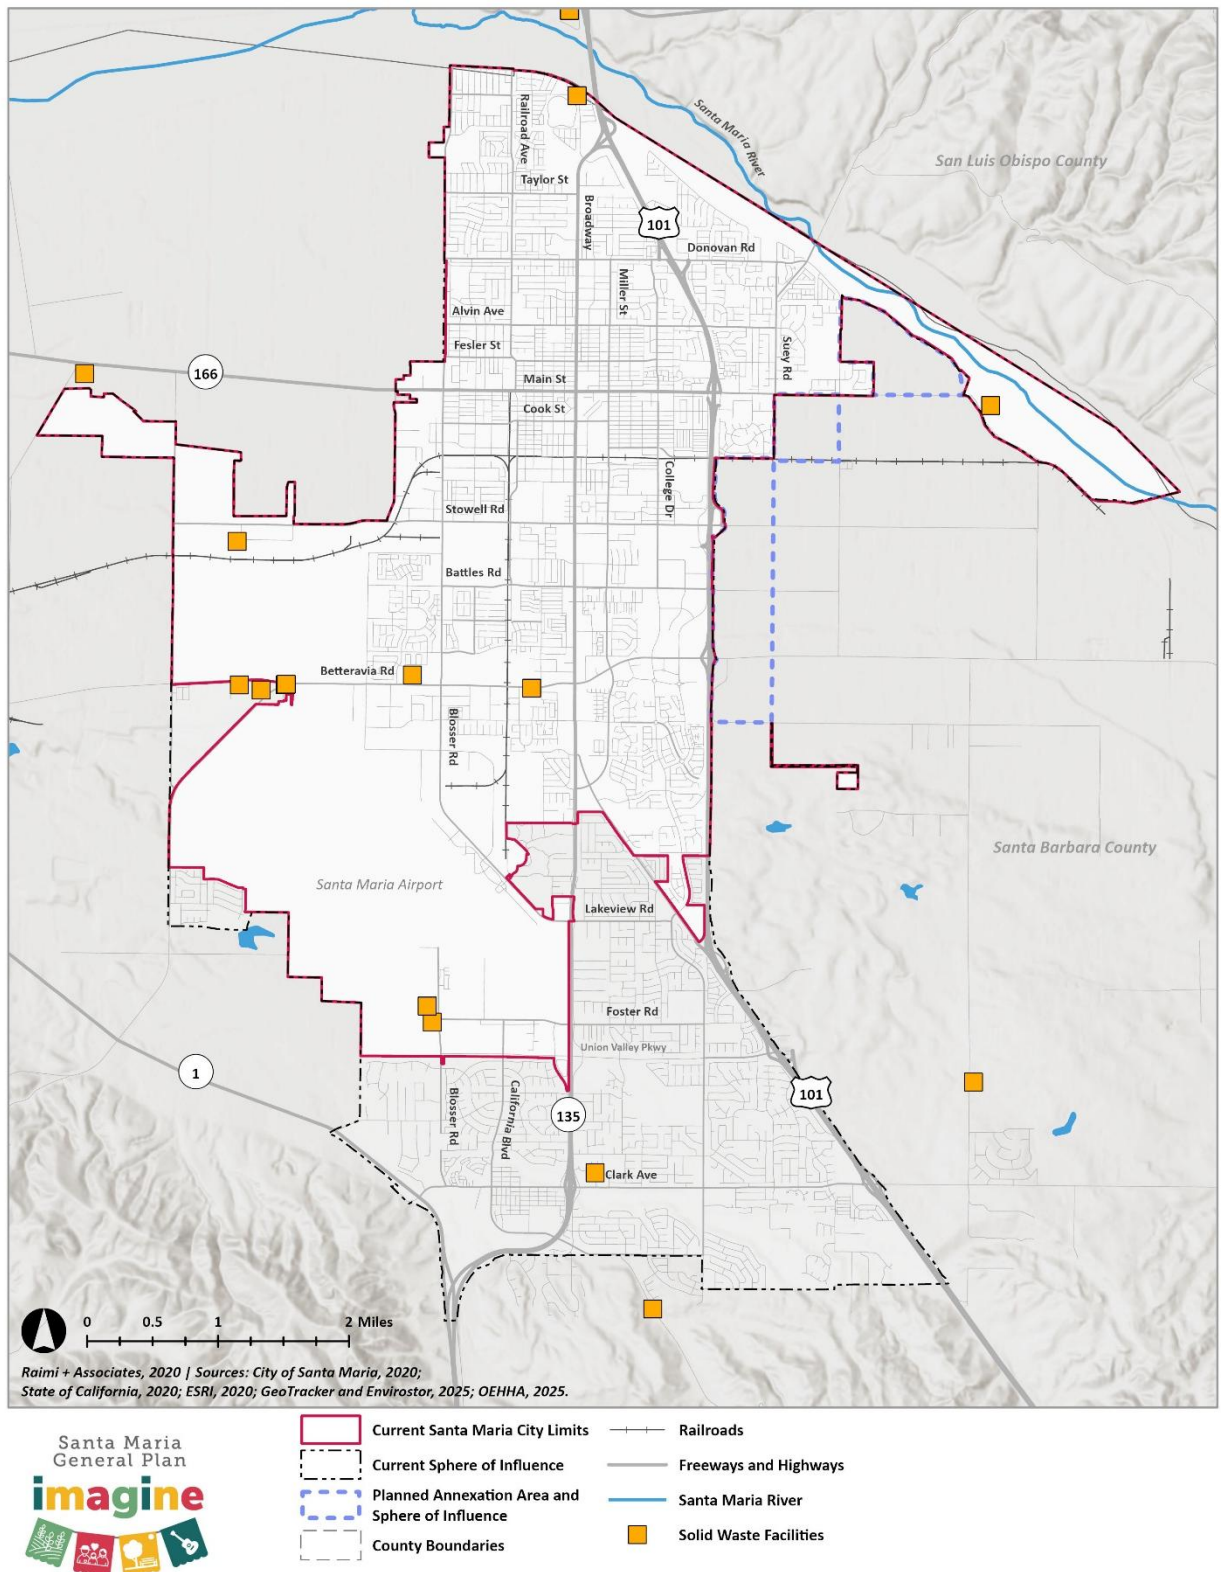 Santa Maria River
San Luis Obispo County
Railroad Ave
Taylor St
Broadway
101
Donovan Rd
Miller St
Alvin Ave
Suey Rd
Fesler St
166
Main St
Cook St
College Dr
Stowell Rd
Battles Rd
Betteravia Rd
Blosser Rd
Santa Barbara County
Santa Maria Airport
Lakeview Rd
Foster Rd
Union Valley Pkwy
1
101
Blosser Rd
California Blvd
135
Clark Ave
0 0.5 1 2 Miles
Raimi + Associates, 2020 | Sources: City of Santa Maria, 2020;
State of California, 2020; ESRI, 2020; GeoTracker and Envirostor, 2025; OEHHA, 2025.
Santa Maria
General Plan
imagine
Current Santa Maria City Limits
Current Sphere of Influence
Planned Annexation Area and
Sphere of Influence
County Boundaries
Railroads
Freeways and Highways
Santa Maria River
Solid Waste Facilities